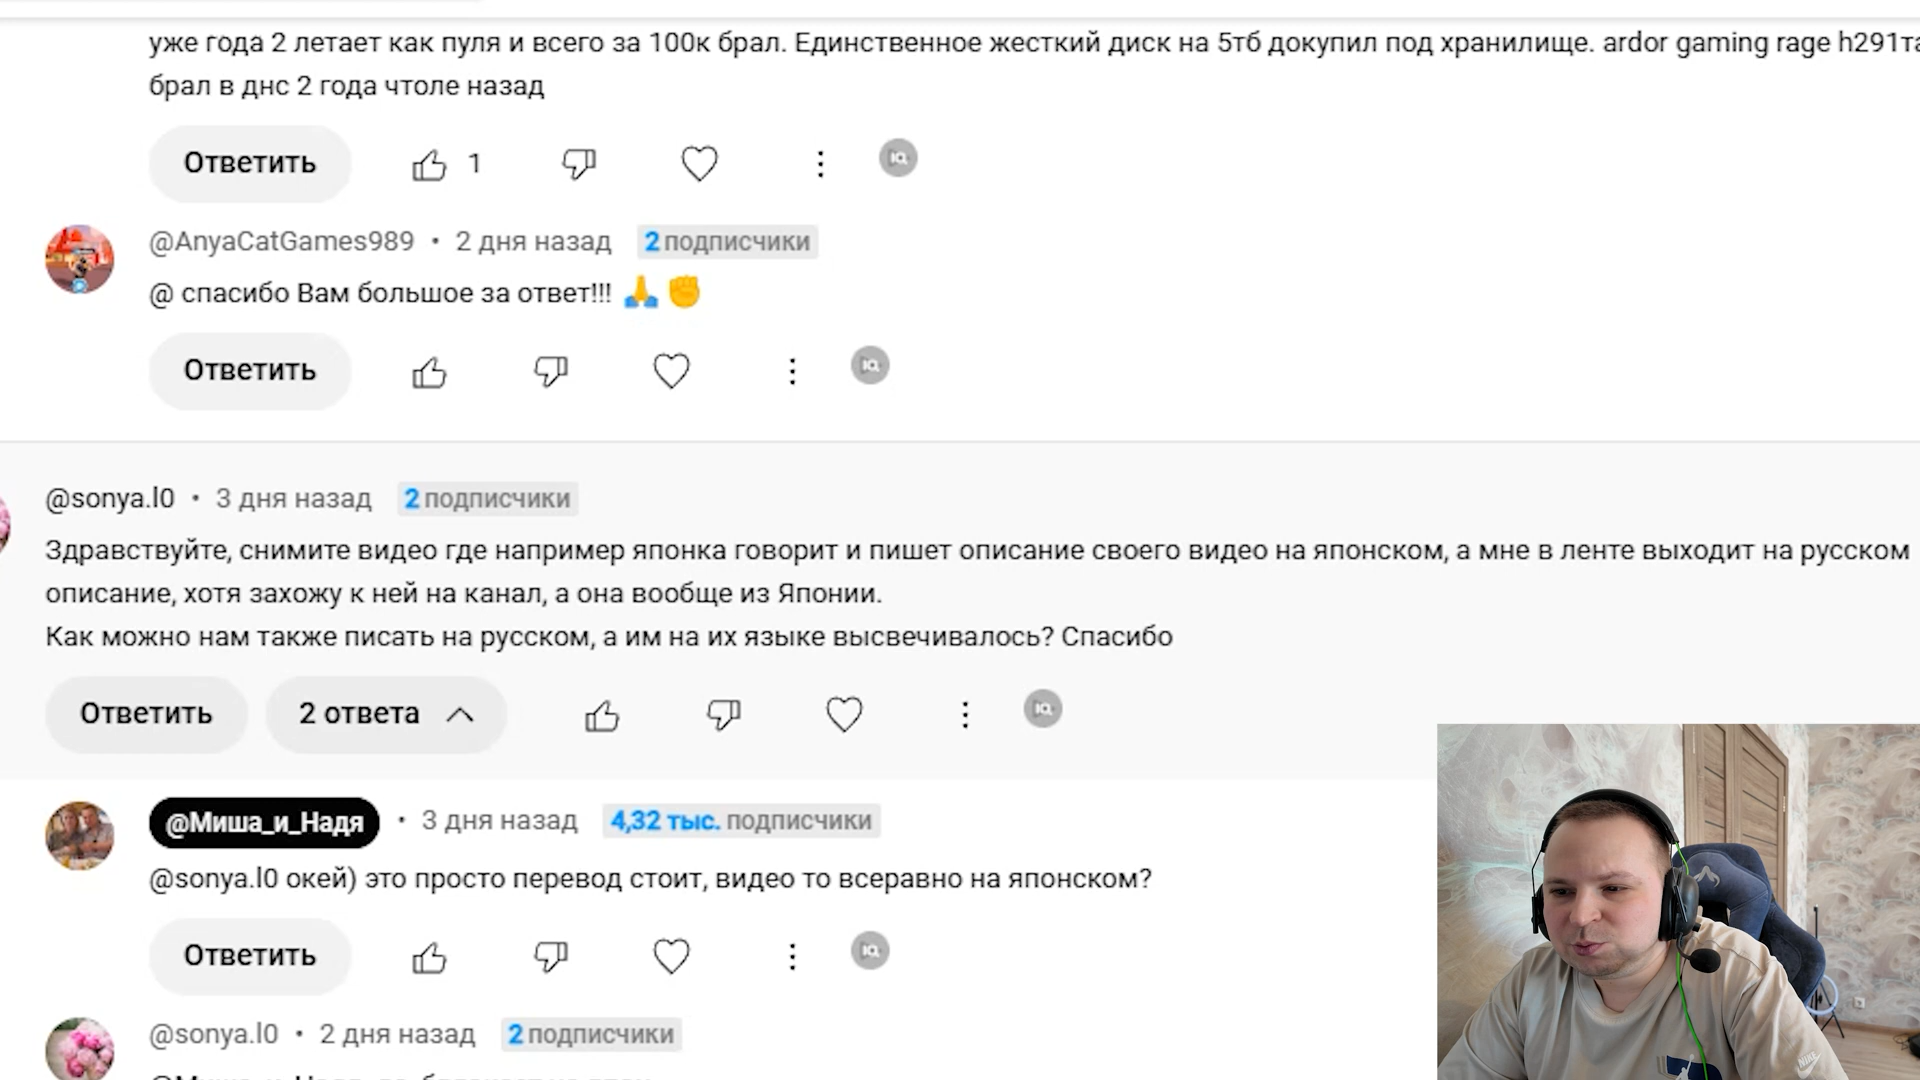 уже года 2 летает как пуля и всего за 100к брал. Единственное жесткий диск на 5тб докупил под хранилище. ardor gaming rage h291та
брал в днс 2 года чтоле назад
Ответить 1
@AnyaCatGames989 • 2 дня назад 2 подписчики
@ спасибо Вам большое за ответ!!! 🙏 ✊
Ответить
@sonya.l0 • 3 дня назад 2 подписчики
Здравствуйте, снимите видео где например японка говорит и пишет описание своего видео на японском, а мне в ленте выходит на русском
описание, хотя захожу к ней на канал, а она вообще из Японии.
Как можно нам также писать на русском, а им на их языке высвечивалось? Спасибо
Ответить 2 ответа
@Миша_и_Надя • 3 дня назад 4,32 тыс. подписчики
@sonya.l0 окей) это просто перевод стоит, видео то всеравно на японском?
Ответить
@sonya.l0 • 2 дня назад 2 подписчики